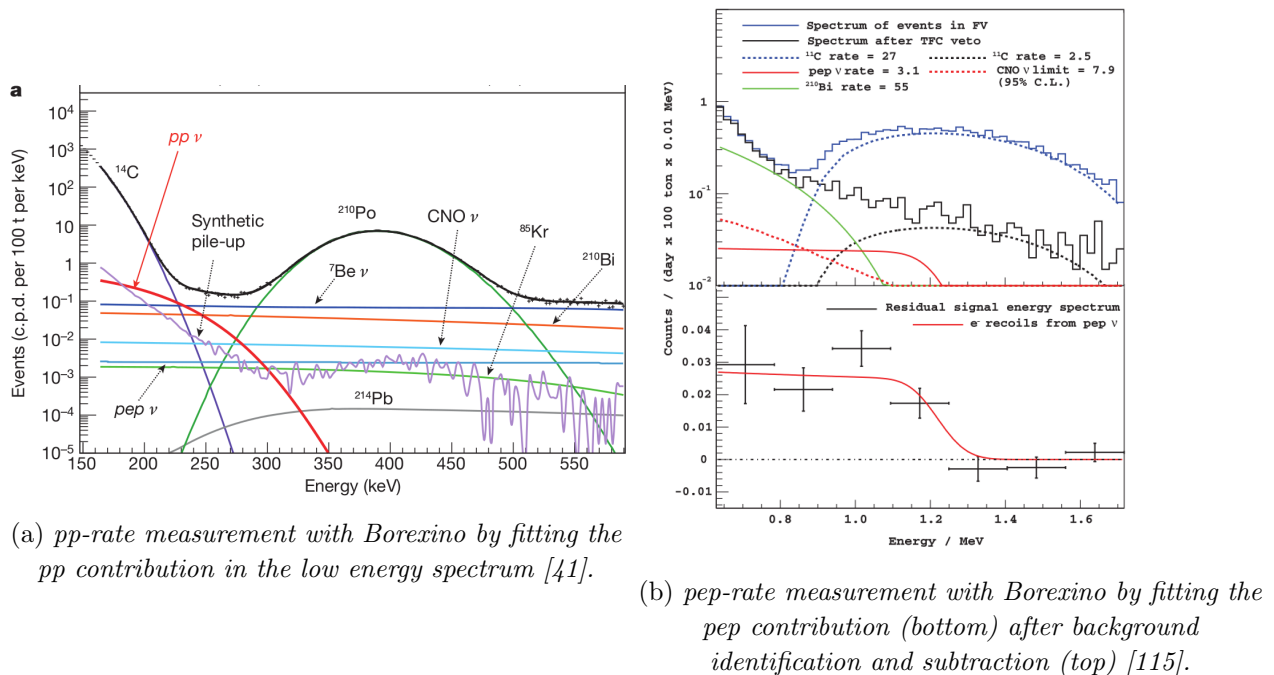 a
10⁴
10³
10²
10
1
10⁻¹
10⁻²
10⁻³
10⁻⁴
10⁻⁵
Events (c.p.d. per 100 t per keV)
¹⁴C
pp ν
Synthetic
pile-up
²¹⁰Po
⁷Be ν
CNO ν
⁸⁵Kr
²¹⁰Bi
pep ν
²¹⁴Pb
150 200 250 300 350 400 450 500 550
Energy (keV)
(a) pp-rate measurement with Borexino by fitting the
pp contribution in the low energy spectrum [41].
Spectrum of events in FV
Spectrum after TFC veto
¹¹C rate = 27 ¹¹C rate = 2.5
pep ν rate = 3.1 CNO ν limit = 7.9
²¹⁰Bi rate = 55 (95% C.L.)
1
10⁻¹
10⁻²
Counts / (day x 100 ton x 0.01 MeV)
Residual signal energy spectrum
e⁻ recoils from pep ν
0.04
0.03
0.02
0.01
0
-0.01
0.8 1.0 1.2 1.4 1.6
Energy / MeV
(b) pep-rate measurement with Borexino by fitting the
pep contribution (bottom) after background
identification and subtraction (top) [115].